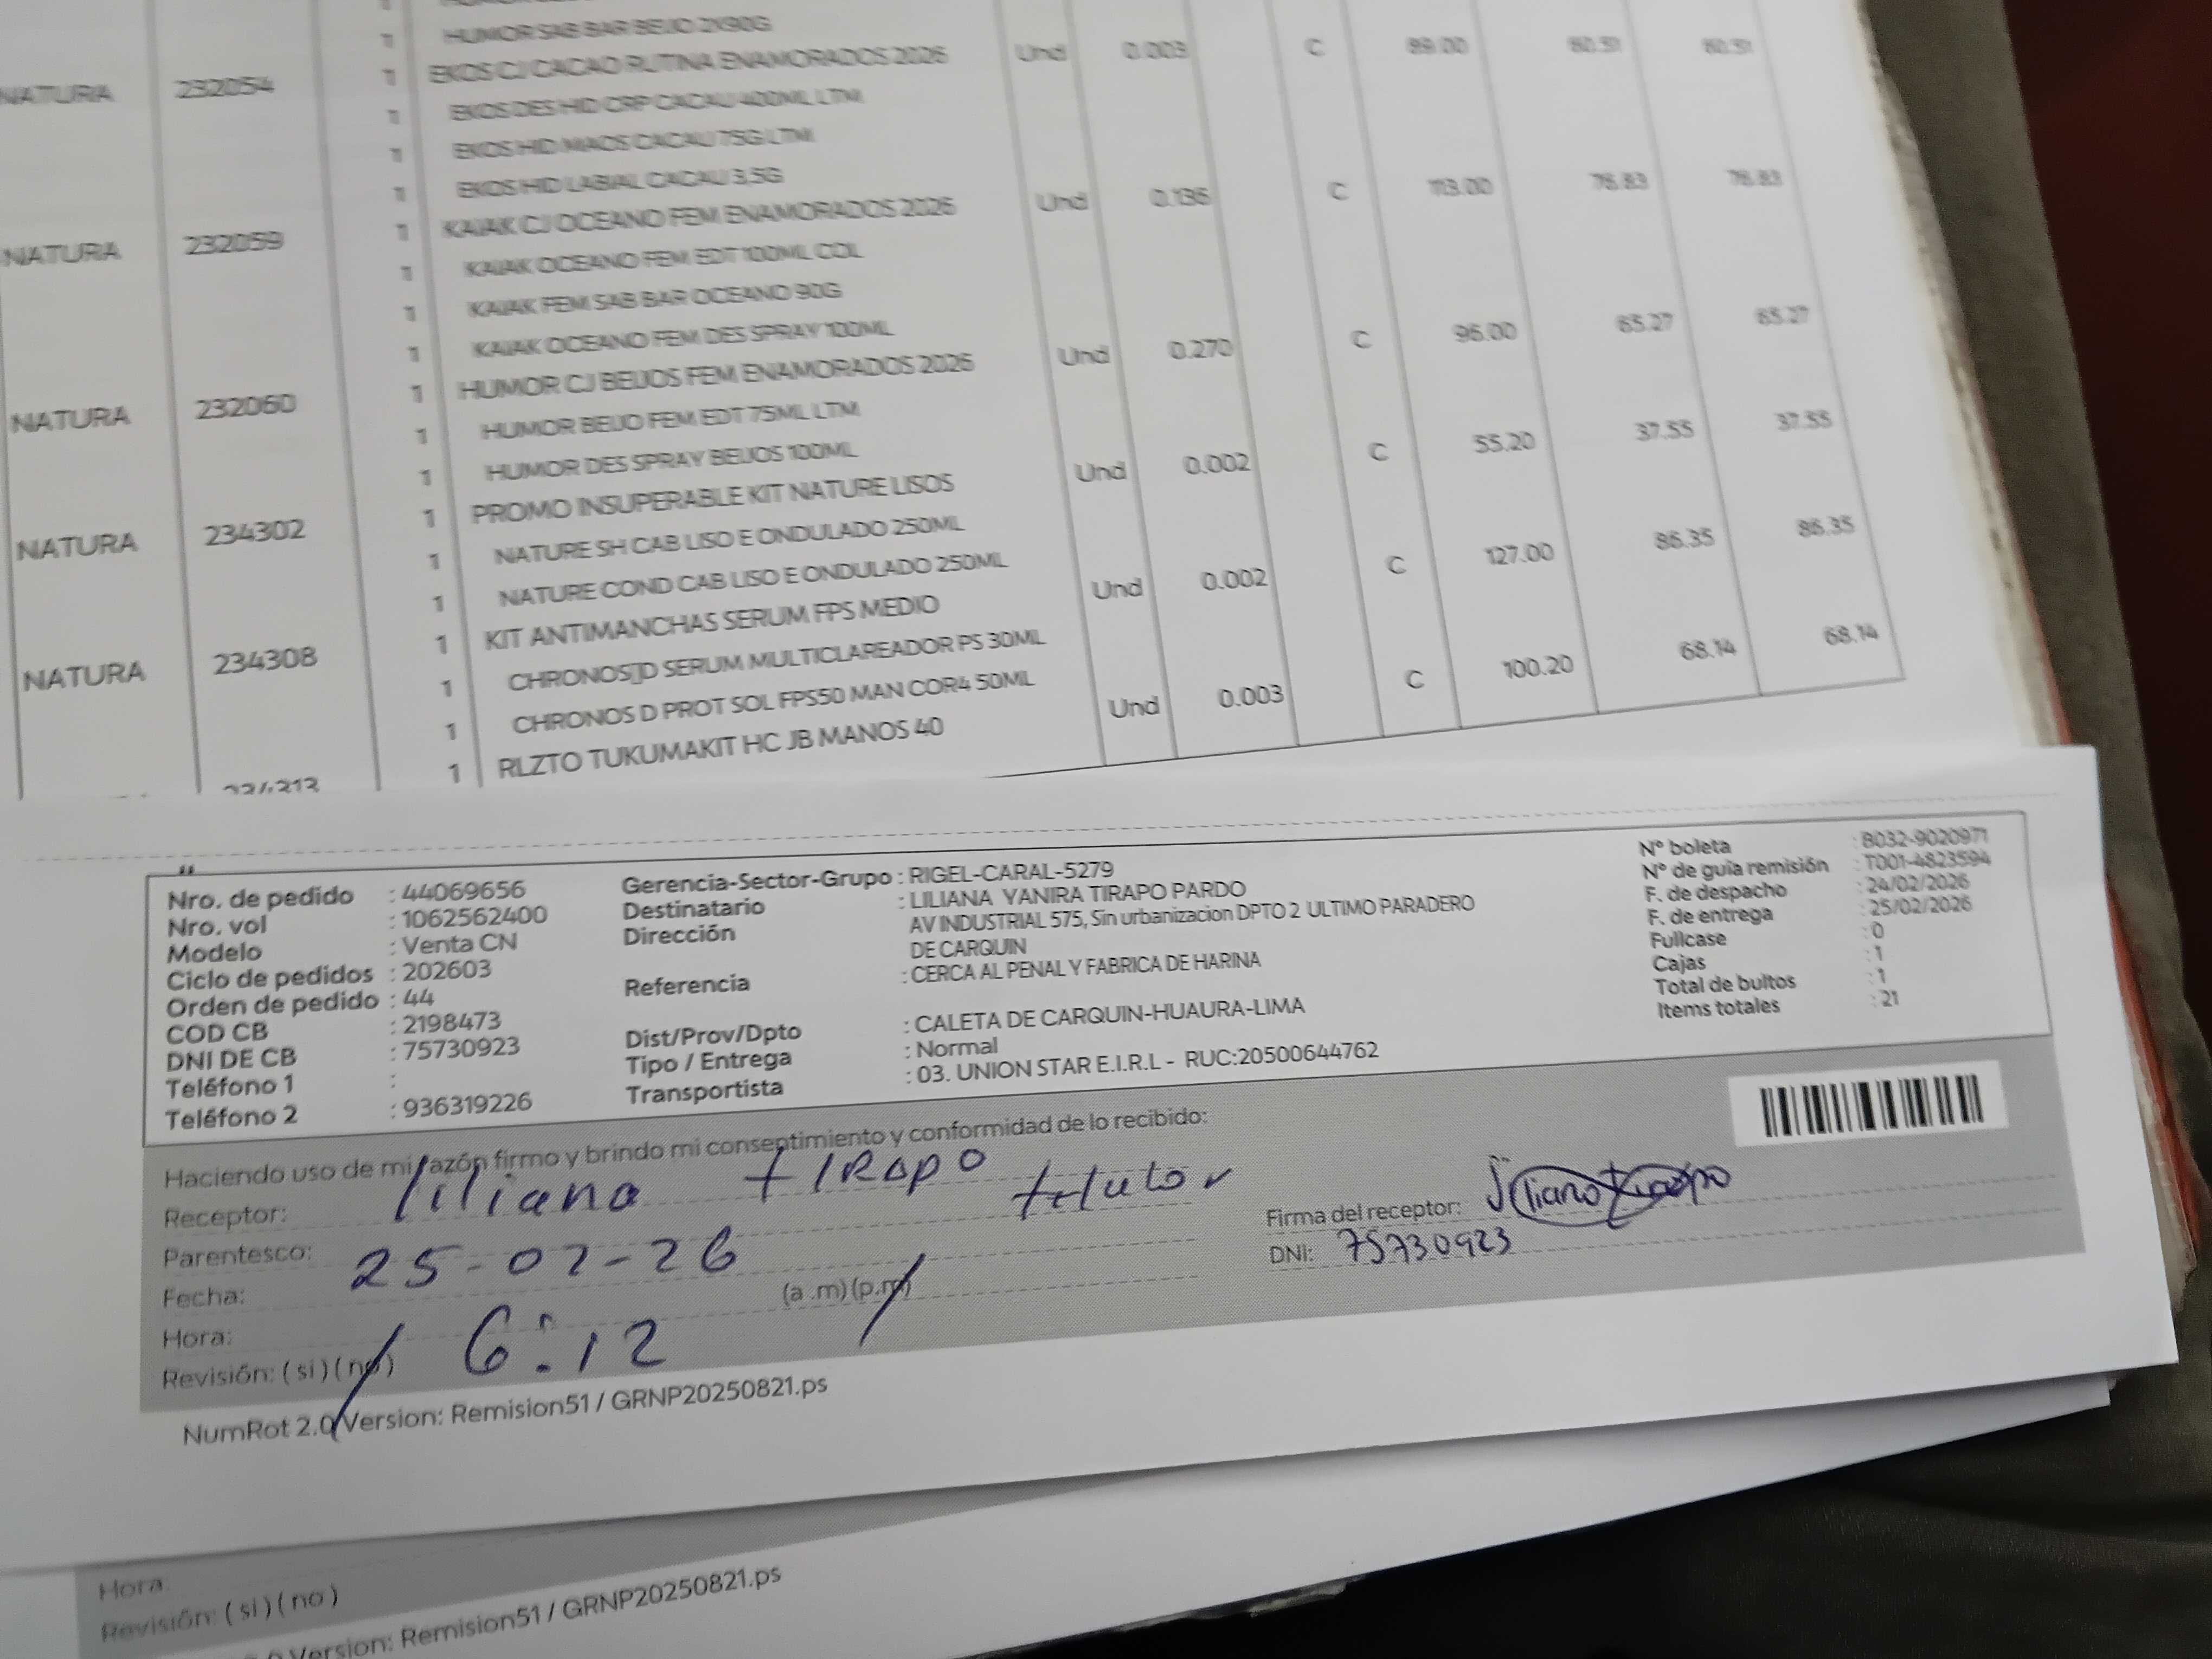 1 HUMOR SAB BAR BEIJO 2X90G
NATURA 232054 1 EKOS CJ CACAO RUTINA ENAMORADOS 2026 Und 0.003 C 89.00 60.51 60.51
1 EKOS DES HID CRP CACAU 400ML LTM
1 EKOS HID MAOS CACAU 75G LTM
1 EKOS HID LABIAL CACAU 3,5G
NATURA 232059 1 KAIAK CJ OCEANO FEM ENAMORADOS 2026 Und 0.136 C 113.00 76.83 76.83
1 KAIAK OCEANO FEM EDT 100ML COL
1 KAIAK FEM SAB BAR OCEANO 90G
1 KAIAK OCEANO FEM DES SPRAY 100ML
NATURA 232060 1 HUMOR CJ BEIJOS FEM ENAMORADOS 2026 Und 0.270 C 96.00 65.27 65.27
1 HUMOR BEIJO FEM EDT 75ML LTM
1 HUMOR DES SPRAY BEIJOS 100ML
NATURA 234302 1 PROMO INSUPERABLE KIT NATURE LISOS Und 0.002 C 55.20 37.55 37.55
1 NATURE SH CAB LISO E ONDULADO 250ML
1 NATURE COND CAB LISO E ONDULADO 250ML
NATURA 234308 1 KIT ANTIMANCHAS SERUM FPS MEDIO Und 0.002 C 127.00 86.35 86.35
1 CHRONOS D SERUM MULTICLAREADOR PS 30ML
1 CHRONOS D PROT SOL FPS50 MAN COR4 50ML
234313 1 RLZTO TUKUMAKIT HC JB MANOS 40 Und 0.003 C 100.20 68.14 68.14
Nro. de pedido : 44069656
Nro. vol : 1062562400
Modelo : Venta CN
Ciclo de pedidos : 202603
Orden de pedido : 44
COD CB : 2198473
DNI DE CB : 75730923
Teléfono 1 :
Teléfono 2 : 936319226
Gerencia-Sector-Grupo : RIGEL-CARAL-5279
Destinatario : LILIANA YANIRA TIRAPO PARDO
Dirección AV INDUSTRIAL 575, Sin urbanizacion DPTO 2 ULTIMO PARADERO
DE CARQUIN
Referencia : CERCA AL PENAL Y FABRICA DE HARINA
Dist/Prov/Dpto : CALETA DE CARQUIN-HUAURA-LIMA
Tipo / Entrega : Normal
Transportista : 03. UNION STAR E.I.R.L - RUC:20500644762
N° boleta : B032-9020971
N° de guía remisión : T001-4823594
F. de despacho : 24/02/2026
F. de entrega : 25/02/2026
Fullcase : 0
Cajas : 1
Total de bultos : 1
Items totales : 21
Haciendo uso de mi razón firmo y brindo mi consentimiento y conformidad de lo recibido:
Receptor: liliana tirapo
Parentesco: titular
Fecha: 25-02-26
Hora: 6:12 (a .m)(p.m)
Revisión: ( si ) ( no )
Firma del receptor: liliana tirapo
DNI: 75730923
NumRot 2.0 Version: Remision51 / GRNP20250821.ps
Hora:
Revisión: ( si ) ( no )
0 Version: Remision51 / GRNP20250821.ps